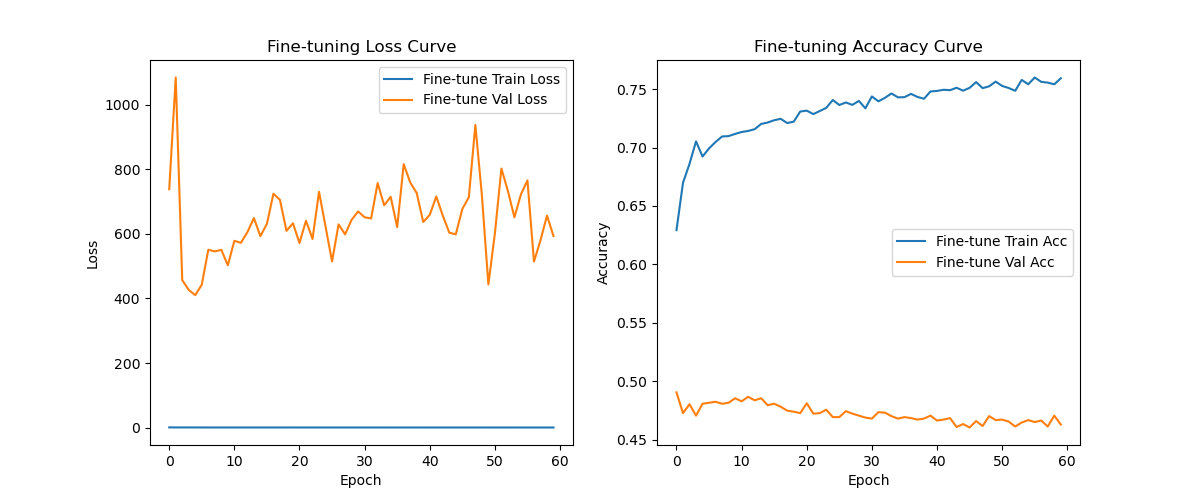 Fine-tuning Loss Curve
Fine-tune Train Loss
Fine-tune Val Loss
1000
800
600
400
200
0
Loss
0 10 20 30 40 50 60
Epoch
Fine-tuning Accuracy Curve
0.75
0.70
0.65
0.60
0.55
0.50
0.45
Accuracy
Fine-tune Train Acc
Fine-tune Val Acc
0 10 20 30 40 50 60
Epoch